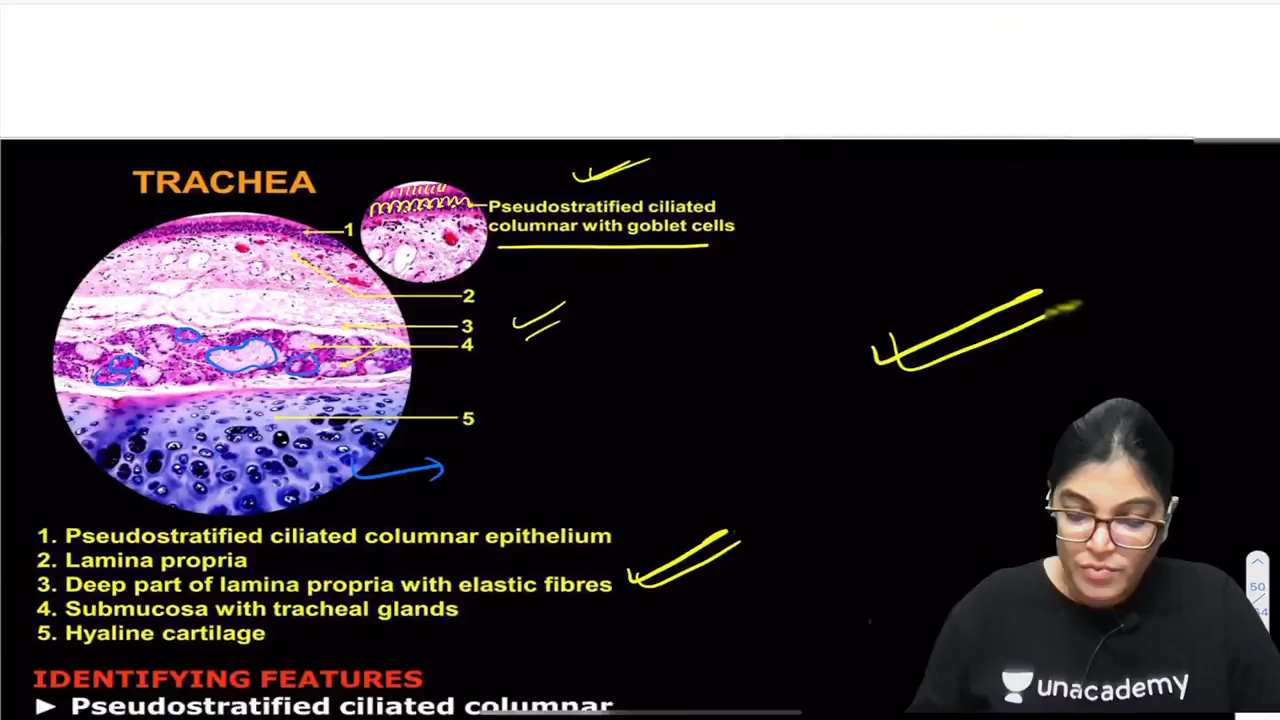 TRACHEA
Pseudostratified ciliated
columnar with goblet cells
1
2
3
4
5
1. Pseudostratified ciliated columnar epithelium
2. Lamina propria
3. Deep part of lamina propria with elastic fibres
4. Submucosa with tracheal glands
5. Hyaline cartilage
IDENTIFYING FEATURES
► Pseudostratified ciliated columnar
unacademy
50